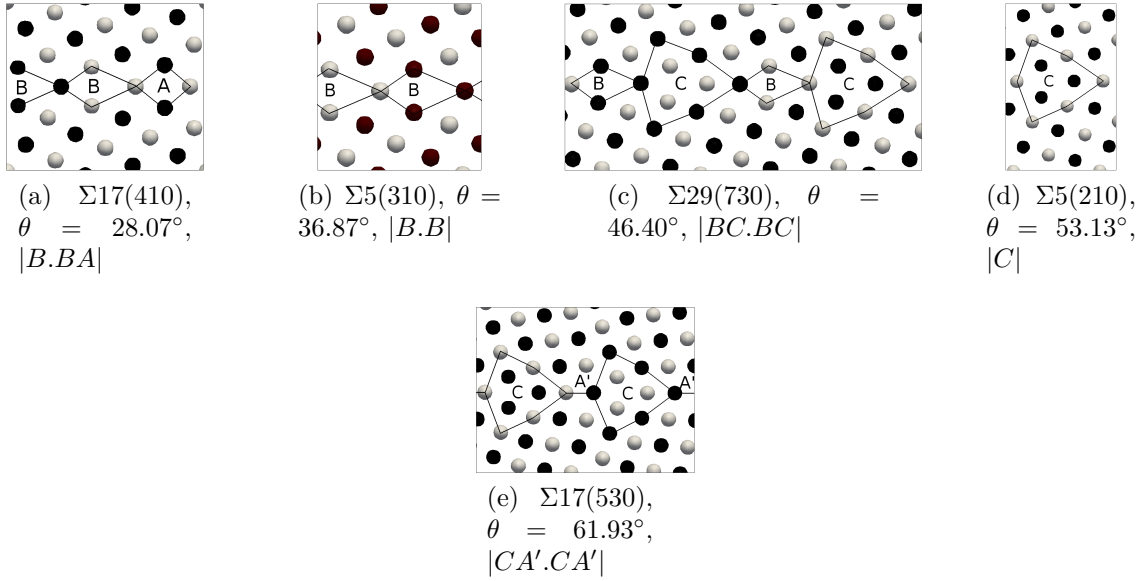 B B A
B B
B C B C
C
(a) Σ17(410),
θ = 28.07°,
|B.BA|
(b) Σ5(310), θ =
36.87°, |B.B|
(c) Σ29(730), θ =
46.40°, |BC.BC|
(d) Σ5(210),
θ = 53.13°,
|C|
C A' C A'
(e) Σ17(530),
θ = 61.93°,
|CA'.CA'|